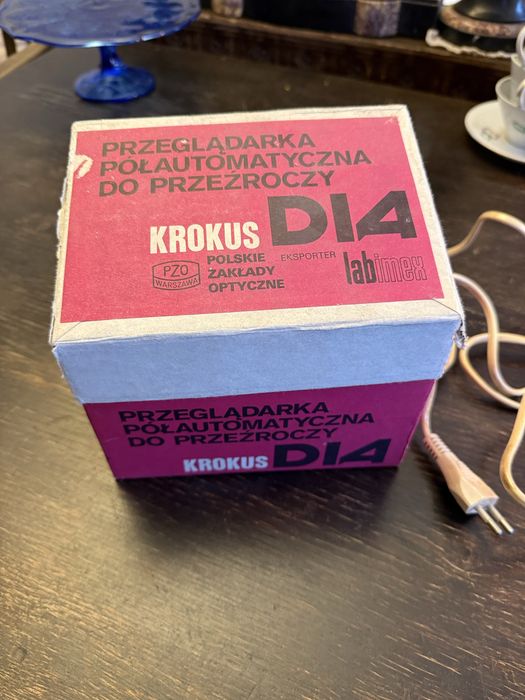 PRZEGLĄDARKA
PÓŁAUTOMATYCZNA
DO PRZEŹROCZY
KROKUS DIA
PZO
WARSZAWA
POLSKIE
ZAKŁADY
OPTYCZNE
EKSPORTER labimex
PRZEGLĄDARKA
PÓŁAUTOMATYCZNA
DO PRZEŹROCZY
KROKUS DIA